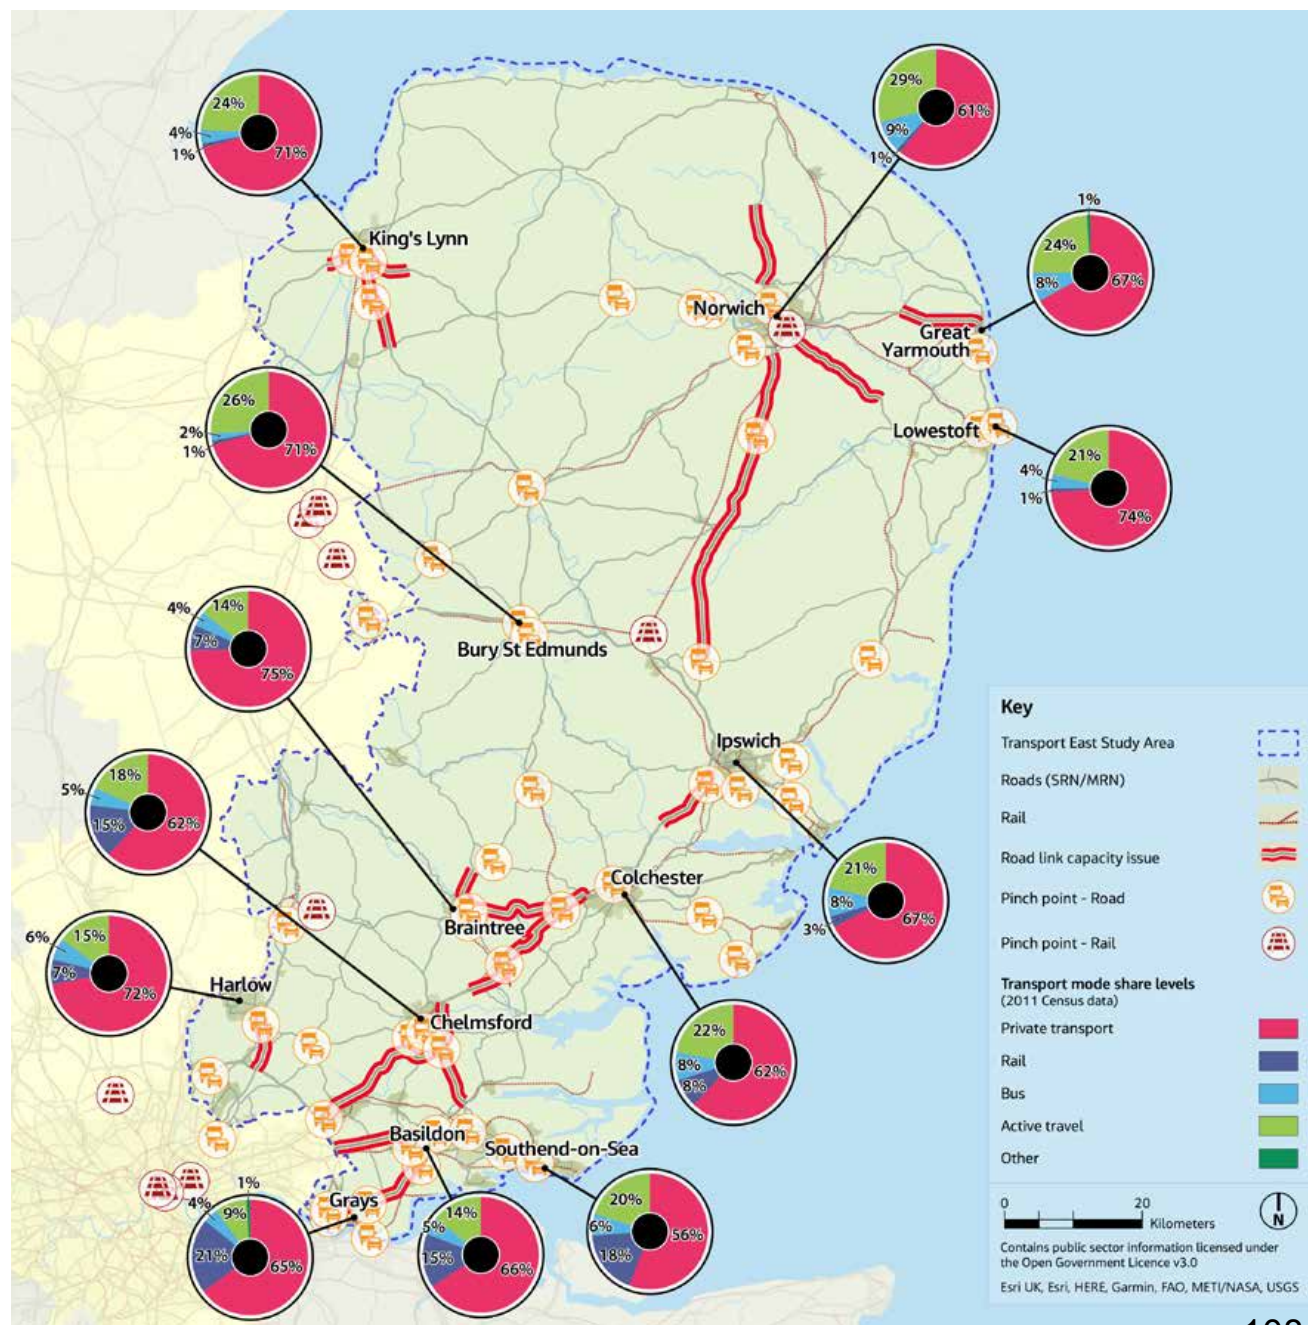 24%
4%
1%
71%
King's Lynn
29%
61%
9%
1%
Norwich
1%
24%
67%
8%
Great
Yarmouth
Lowestoft
21%
4%
1%
74%
26%
2%
1%
71%
Bury St Edmunds
14%
4%
7%
75%
Braintree
18%
5%
15%
62%
Chelmsford
15%
6%
7%
72%
Harlow
Ipswich
21%
8%
3%
67%
Colchester
22%
8%
8%
62%
Basildon
14%
5%
15%
66%
Southend-on-Sea
20%
6%
18%
56%
Grays
1%
4%
9%
21%
65%
Key
Transport East Study Area
Roads (SRN/MRN)
Rail
Road link capacity issue
Pinch point - Road
Pinch point - Rail
Transport mode share levels
(2011 Census data)
Private transport
Rail
Bus
Active travel
Other
0 20
Kilometers
N
Contains public sector information licensed under
the Open Government Licence v3.0
Esri UK, Esri, HERE, Garmin, FAO, METI/NASA, USGS